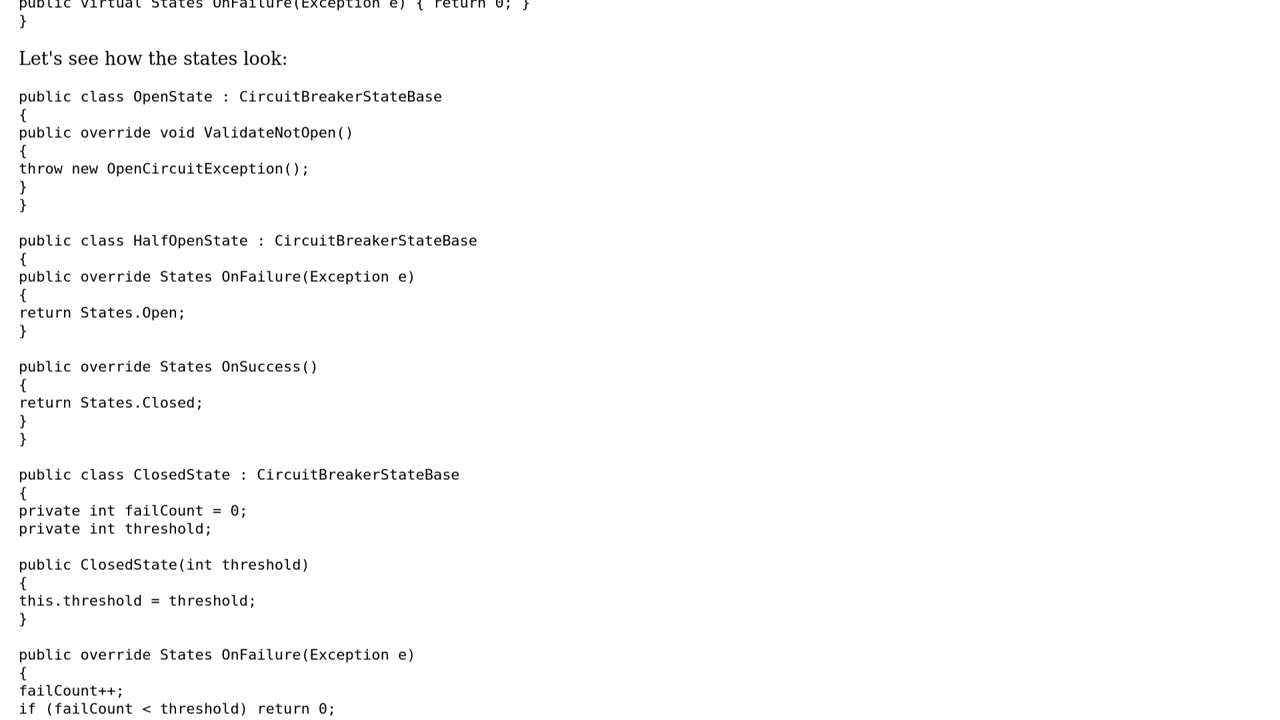 public virtual States OnFailure(Exception e) { return 0; }
}
Let's see how the states look:
public class OpenState : CircuitBreakerStateBase
{
public override void ValidateNotOpen()
{
throw new OpenCircuitException();
}
}
public class HalfOpenState : CircuitBreakerStateBase
{
public override States OnFailure(Exception e)
{
return States.Open;
}
public override States OnSuccess()
{
return States.Closed;
}
}
public class ClosedState : CircuitBreakerStateBase
{
private int failCount = 0;
private int threshold;
public ClosedState(int threshold)
{
this.threshold = threshold;
}
public override States OnFailure(Exception e)
{
failCount++;
if (failCount < threshold) return 0;